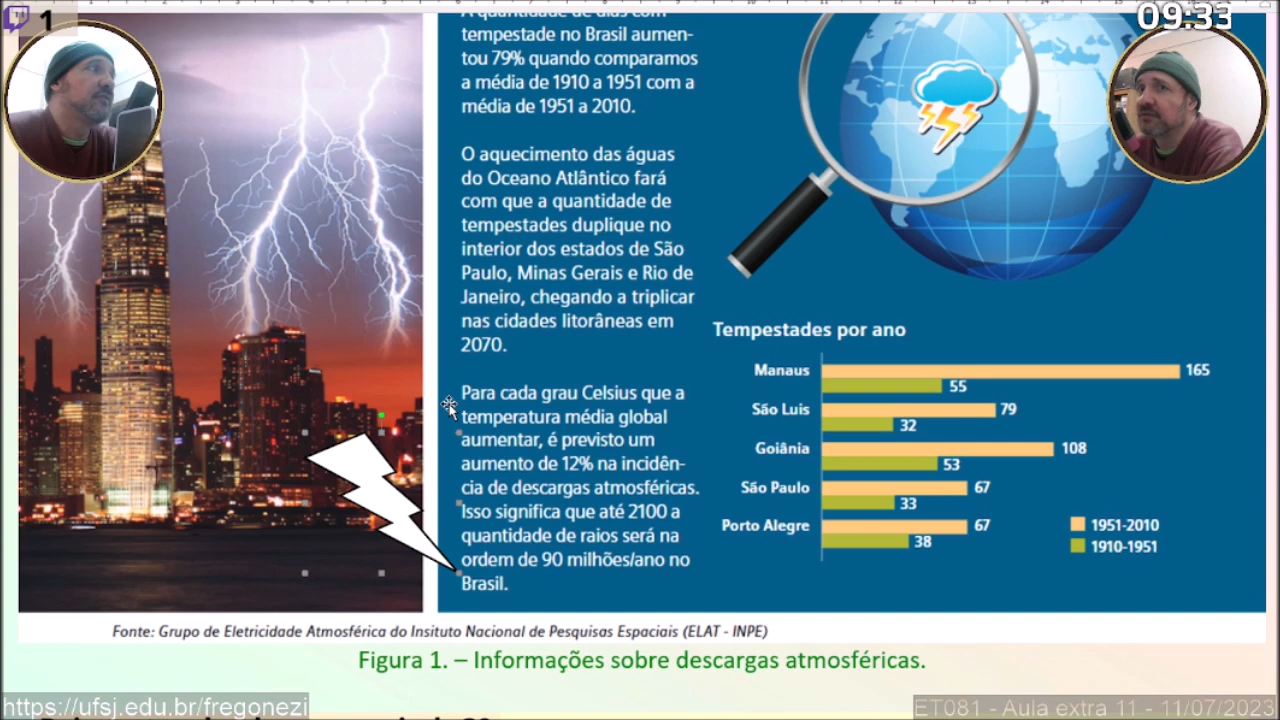 1
09:33
A quantidade de dias com
tempestade no Brasil aumen-
tou 79% quando comparamos
a média de 1910 a 1951 com a
média de 1951 a 2010.
O aquecimento das águas
do Oceano Atlântico fará
com que a quantidade de
tempestades duplique no
interior dos estados de São
Paulo, Minas Gerais e Rio de
Janeiro, chegando a triplicar
nas cidades litorâneas em
2070.
Para cada grau Celsius que a
temperatura média global
aumentar, é previsto um
aumento de 12% na incidên-
cia de descargas atmosféricas.
Isso significa que até 2100 a
quantidade de raios será na
ordem de 90 milhões/ano no
Brasil.
Tempestades por ano
Manaus 165
55
São Luis 79
32
Goiânia 108
53
São Paulo 67
33
Porto Alegre 67
38
1951-2010
1910-1951
Fonte: Grupo de Eletricidade Atmosférica do Insituto Nacional de Pesquisas Espaciais (ELAT - INPE)
Figura 1. – Informações sobre descargas atmosféricas.
https://ufsj.edu.br/fregonezi
ET081 - Aula extra 11 - 11/07/2023